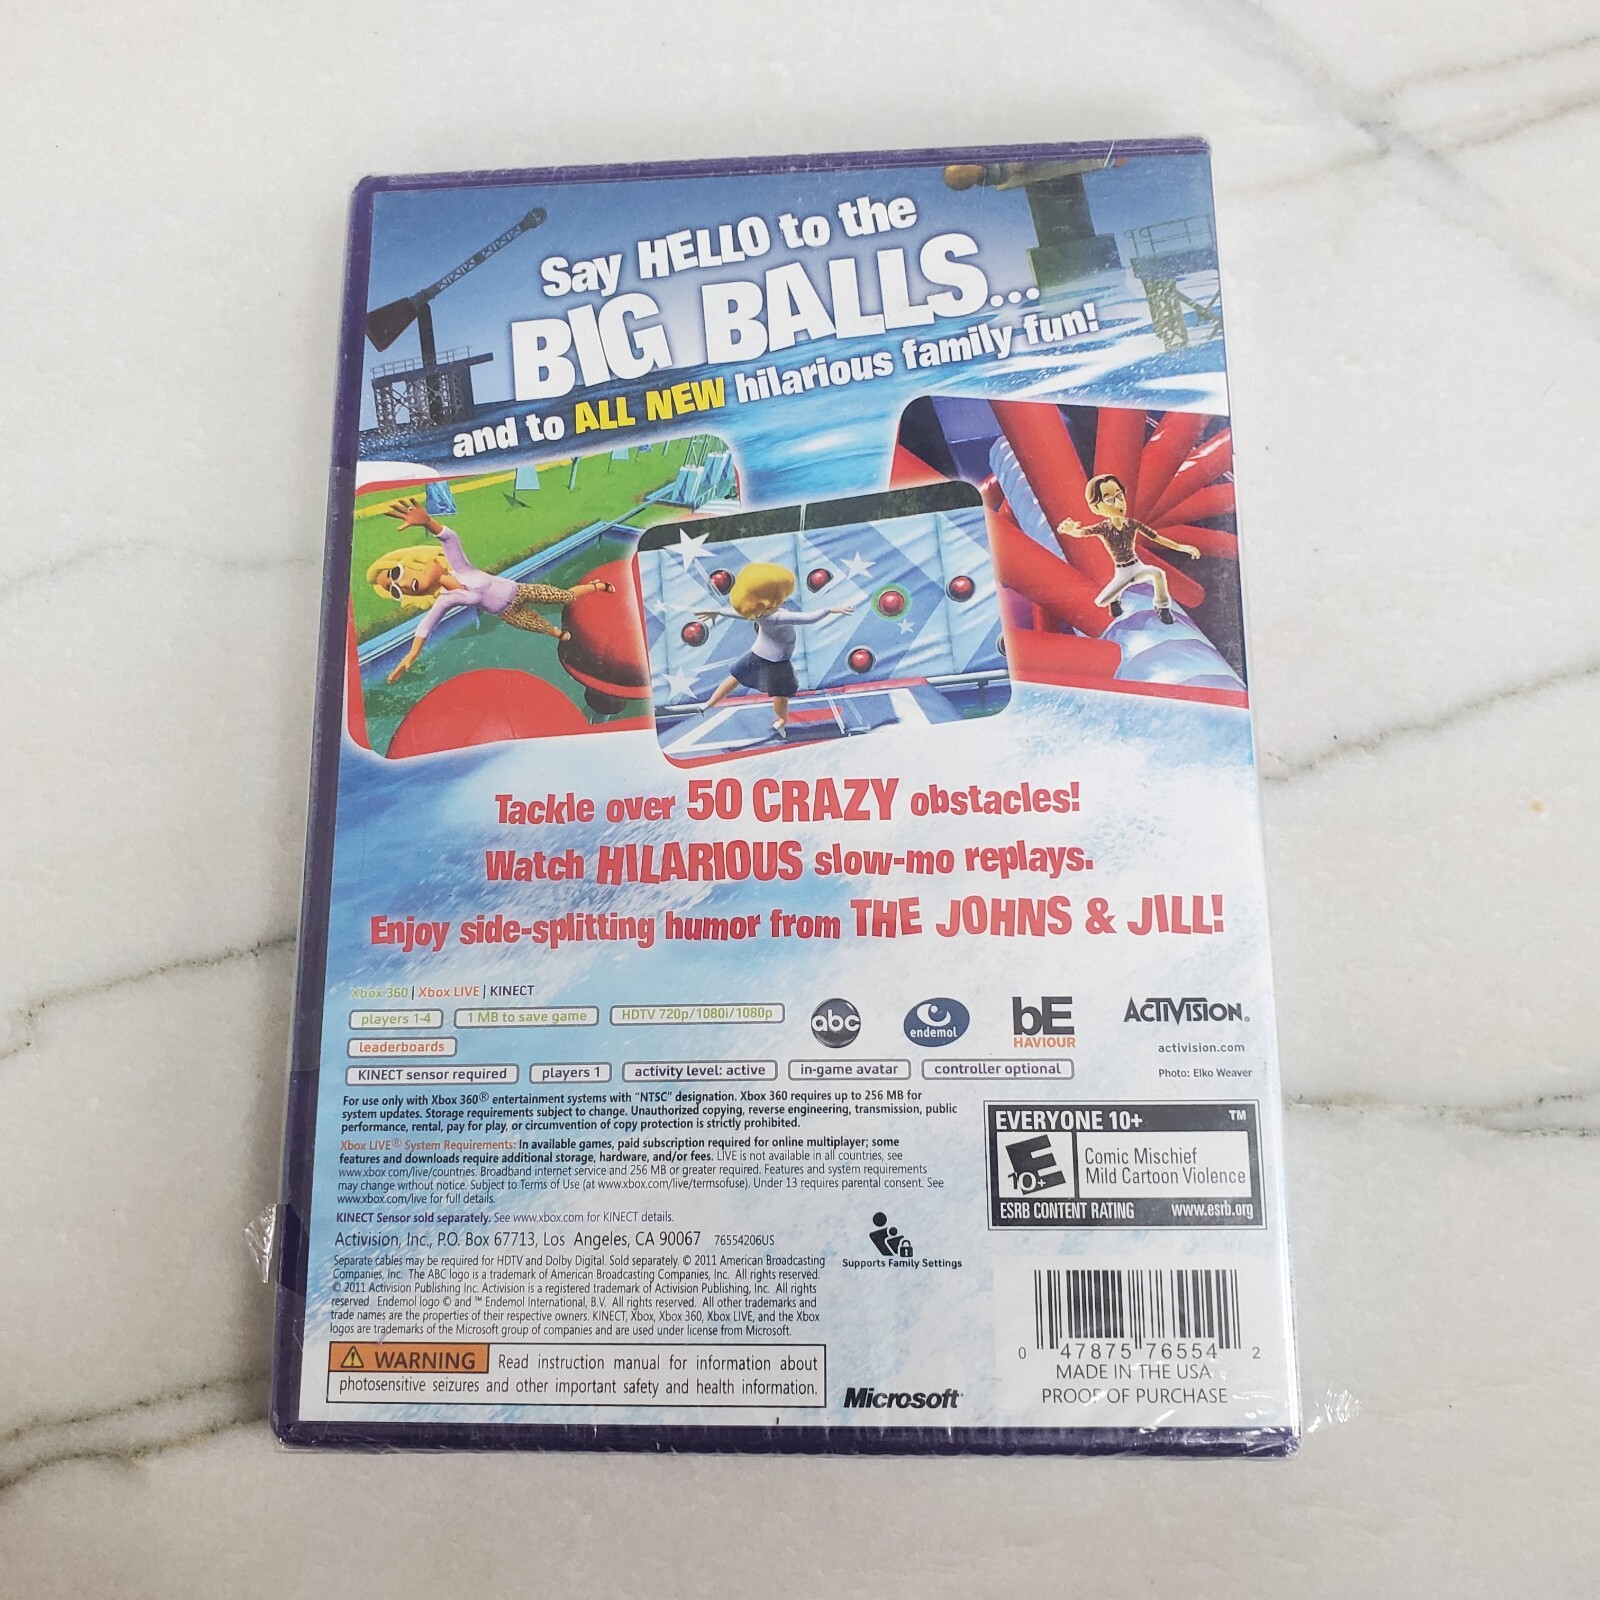 Say HELLO to the
BIG BALLS...
and to ALL NEW hilarious family fun!
Tackle over 50 CRAZY obstacles!
Watch HILARIOUS slow-mo replays.
Enjoy side-splitting humor from THE JOHNS & JILL!
Xbox 360 | Xbox LIVE | KINECT
players 1-4
1 MB to save game
HDTV 720p/1080i/1080p
leaderboards
KINECT sensor required
players 1
activity level: active
in-game avatar
controller optional
abc
endemol
bE
HAVIOUR
ACTIVISION®
activision.com
Photo: Elko Weaver
For use only with Xbox 360® entertainment systems with "NTSC" designation. Xbox 360 requires up to 256 MB for
system updates. Storage requirements subject to change. Unauthorized copying, reverse engineering, transmission, public
performance, rental, pay for play, or circumvention of copy protection is strictly prohibited.
Xbox LIVE® System Requirements: In available games, paid subscription required for online multiplayer; some
features and downloads require additional storage, hardware, and/or fees. LIVE is not available in all countries, see
www.xbox.com/live/countries. Broadband internet service and 256 MB or greater required. Features and system requirements
may change without notice. Subject to Terms of Use (at www.xbox.com/live/termsofuse). Under 13 requires parental consent. See
www.xbox.com/live for full details.
KINECT Sensor sold separately. See www.xbox.com for KINECT details.
Activision, Inc., P.O. Box 67713, Los Angeles, CA 90067 76554206US
Separate cables may be required for HDTV and Dolby Digital. Sold separately. © 2011 American Broadcasting
Companies, Inc. The ABC logo is a trademark of American Broadcasting Companies, Inc. All rights reserved.
© 2011 Activision Publishing Inc. Activision is a registered trademark of Activision Publishing, Inc. All rights
reserved. Endemol logo © and ™ Endemol International, B.V. All rights reserved. All other trademarks and
trade names are the properties of their respective owners. KINECT, Xbox, Xbox 360, Xbox LIVE, and the Xbox
logos are trademarks of the Microsoft group of companies and are used under license from Microsoft.
WARNING Read instruction manual for information about
photosensitive seizures and other important safety and health information.
Supports Family Settings
Microsoft
EVERYONE 10+ ™
E
10+
Comic Mischief
Mild Cartoon Violence
ESRB CONTENT RATING www.esrb.org
0 47875 76554 2
MADE IN THE USA
PROOF OF PURCHASE